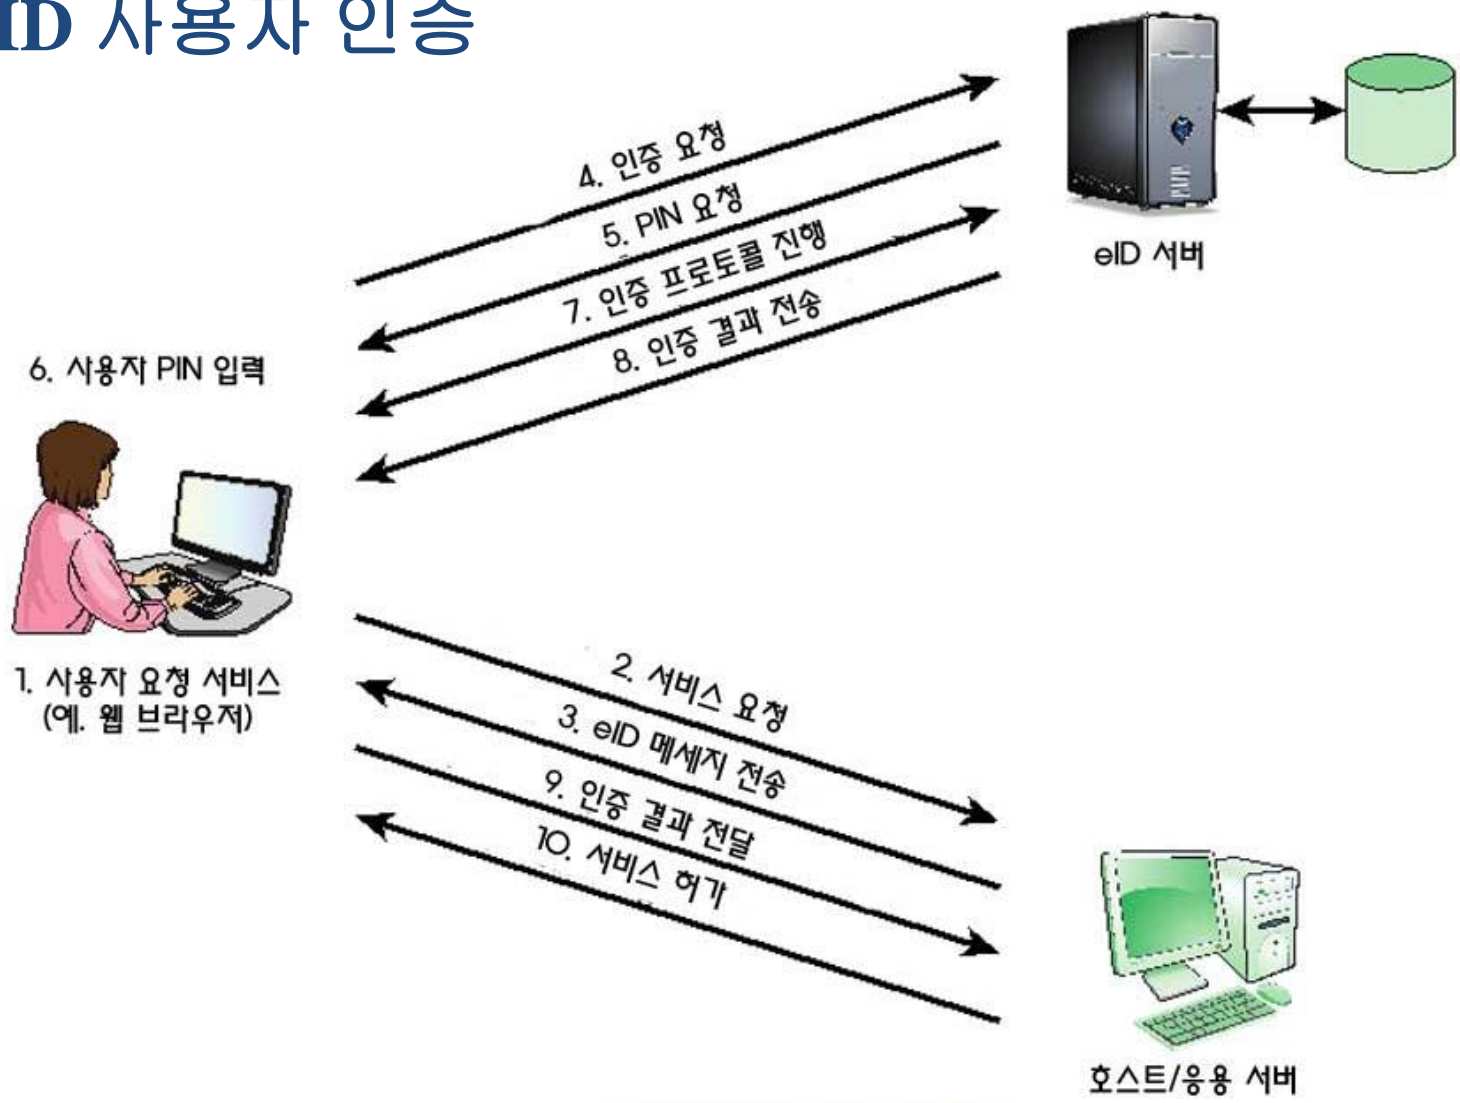 ID 사용자 인증
4. 인증 요청
5. PIN 요청
7. 인증 프로토콜 진행
8. 인증 결과 전송
eID 서버
6. 사용자 PIN 입력
1. 사용자 요청 서비스
(예. 웹 브라우저)
2. 서비스 요청
3. eID 메세지 전송
9. 인증 결과 전달
10. 서비스 허가
호스트/응용 서버